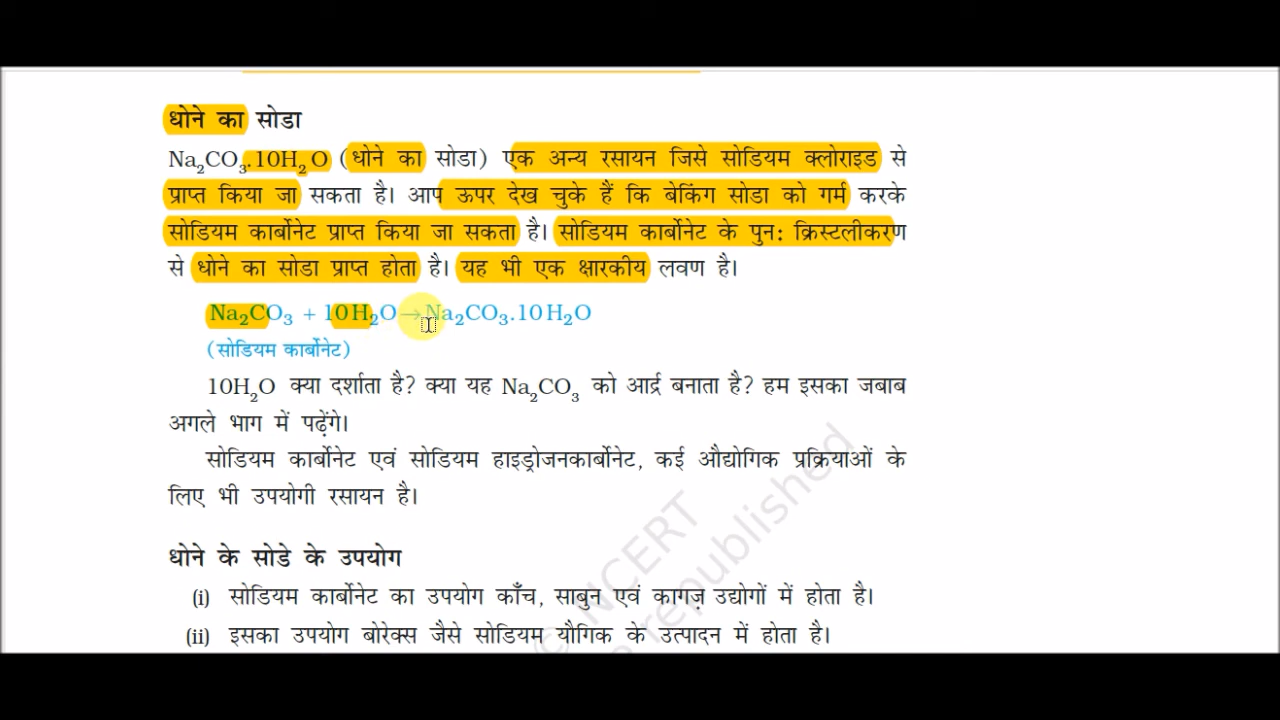 धोने का सोडा
Na₂CO₃.10H₂O (धोने का सोडा) एक अन्य रसायन जिसे सोडियम क्लोराइड से
प्राप्त किया जा सकता है। आप ऊपर देख चुके हैं कि बेकिंग सोडा को गर्म करके
सोडियम कार्बोनेट प्राप्त किया जा सकता है। सोडियम कार्बोनेट के पुन: क्रिस्टलीकरण
से धोने का सोडा प्राप्त होता है। यह भी एक क्षारकीय लवण है।
Na₂CO₃ + 10H₂O → Na₂CO₃.10H₂O
(सोडियम कार्बोनेट)
10H₂O क्या दर्शाता है? क्या यह Na₂CO₃ को आर्द्र बनाता है? हम इसका जबाब
अगले भाग में पढ़ेंगे।
सोडियम कार्बोनेट एवं सोडियम हाइड्रोजनकार्बोनेट, कई औद्योगिक प्रक्रियाओं के
लिए भी उपयोगी रसायन है।
धोने के सोडे के उपयोग
(i) सोडियम कार्बोनेट का उपयोग काँच, साबुन एवं कागज़ उद्योगों में होता है।
(ii) इसका उपयोग बोरेक्स जैसे सोडियम यौगिक के उत्पादन में होता है।
© NCERT
republished